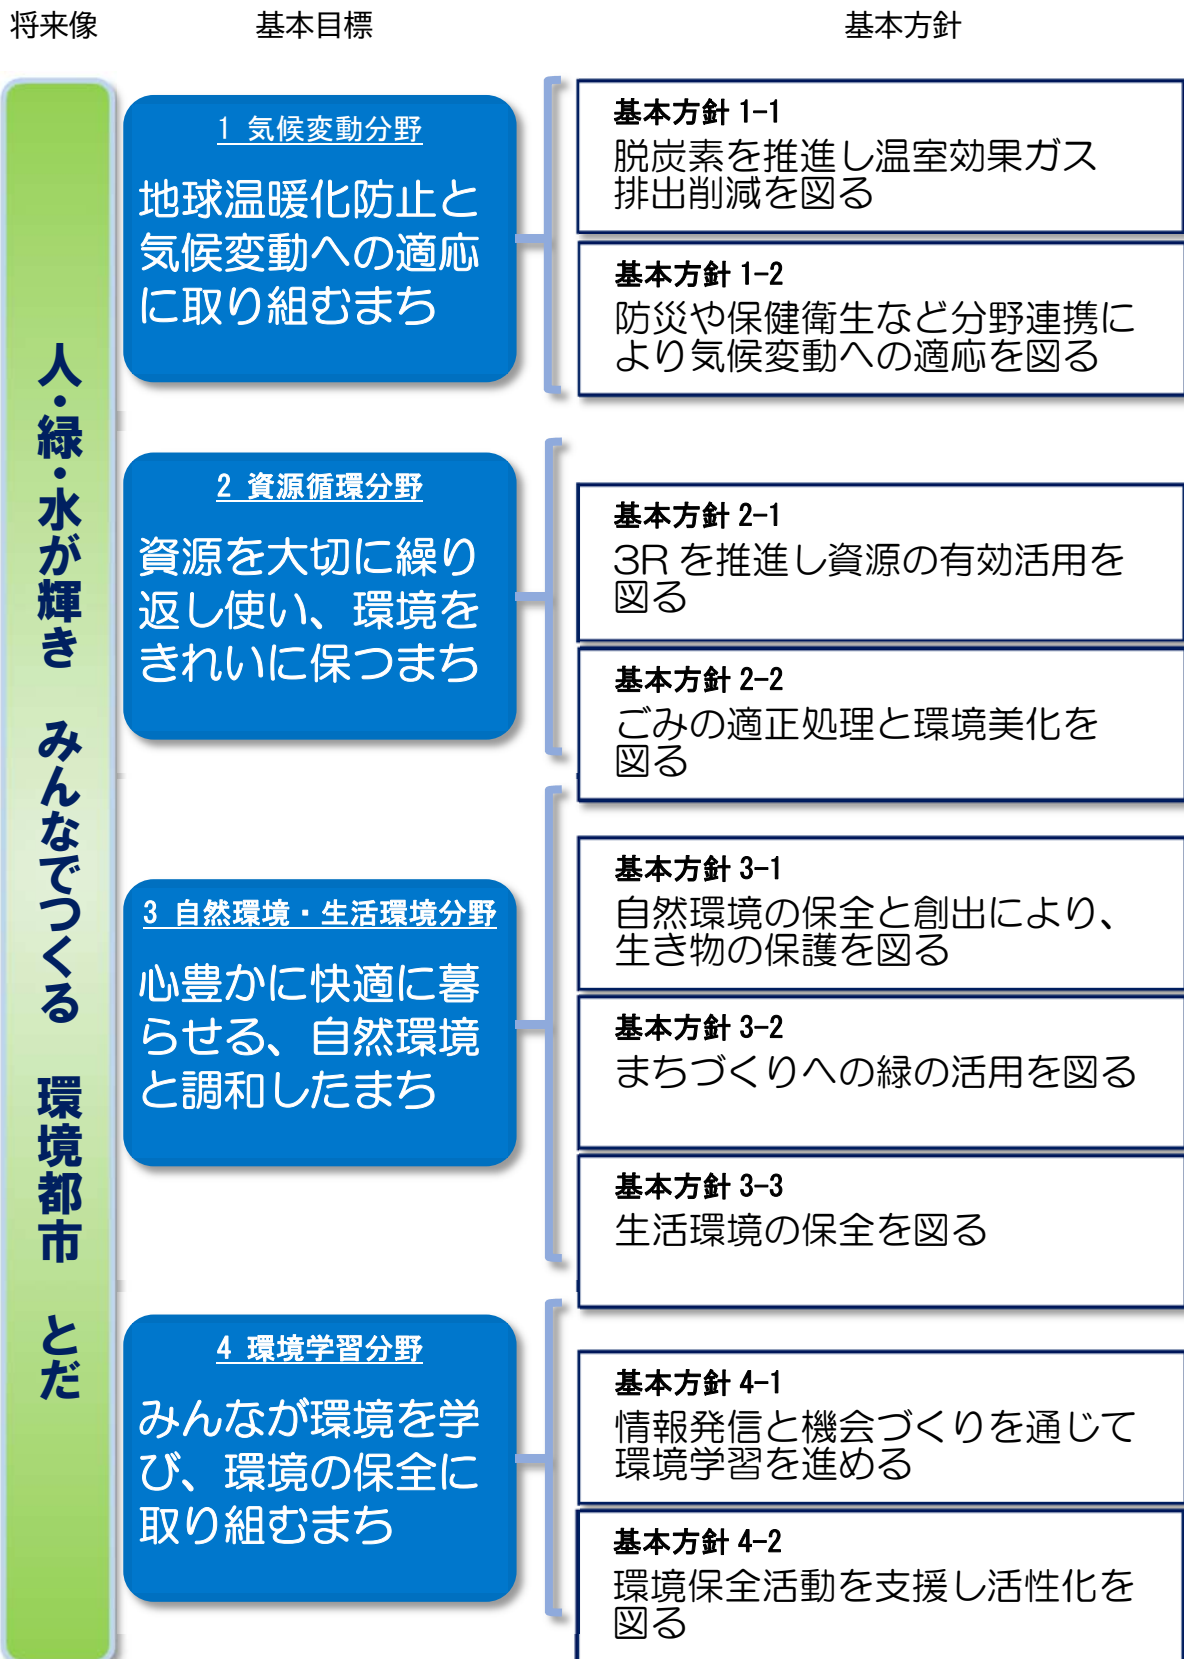 将来像
基本目標
基本方針
人・緑・水が輝き みんなでつくる 環境都市 とだ
1 気候変動分野
地球温暖化防止と
気候変動への適応
に取り組むまち
基本方針 1-1
脱炭素を推進し温室効果ガス
排出削減を図る
基本方針 1-2
防災や保健衛生など分野連携に
より気候変動への適応を図る
2 資源循環分野
資源を大切に繰り
返し使い、環境を
きれいに保つまち
基本方針 2-1
3R を推進し資源の有効活用を
図る
基本方針 2-2
ごみの適正処理と環境美化を
図る
3 自然環境・生活環境分野
心豊かに快適に暮
らせる、自然環境
と調和したまち
基本方針 3-1
自然環境の保全と創出により、
生き物の保護を図る
基本方針 3-2
まちづくりへの緑の活用を図る
基本方針 3-3
生活環境の保全を図る
4 環境学習分野
みんなが環境を学
び、環境の保全に
取り組むまち
基本方針 4-1
情報発信と機会づくりを通じて
環境学習を進める
基本方針 4-2
環境保全活動を支援し活性化を
図る